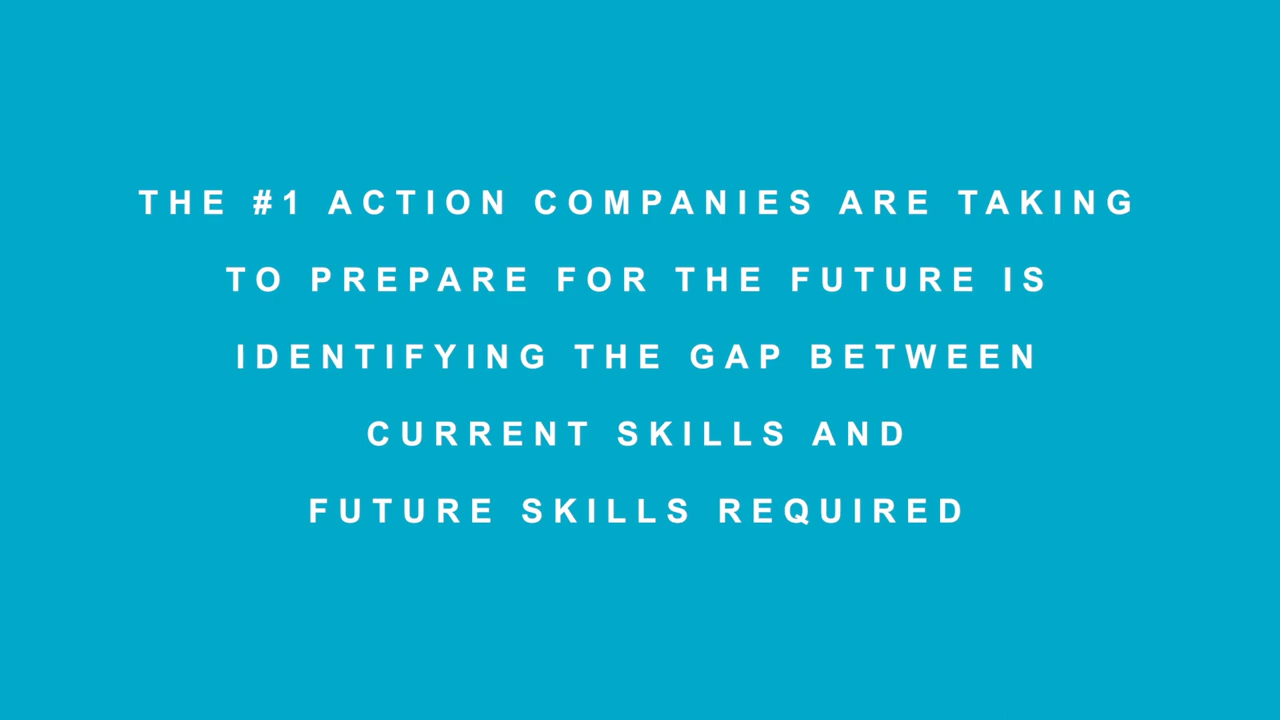 THE #1 ACTION COMPANIES ARE TAKING
TO PREPARE FOR THE FUTURE IS
IDENTIFYING THE GAP BETWEEN
CURRENT SKILLS AND
FUTURE SKILLS REQUIRED